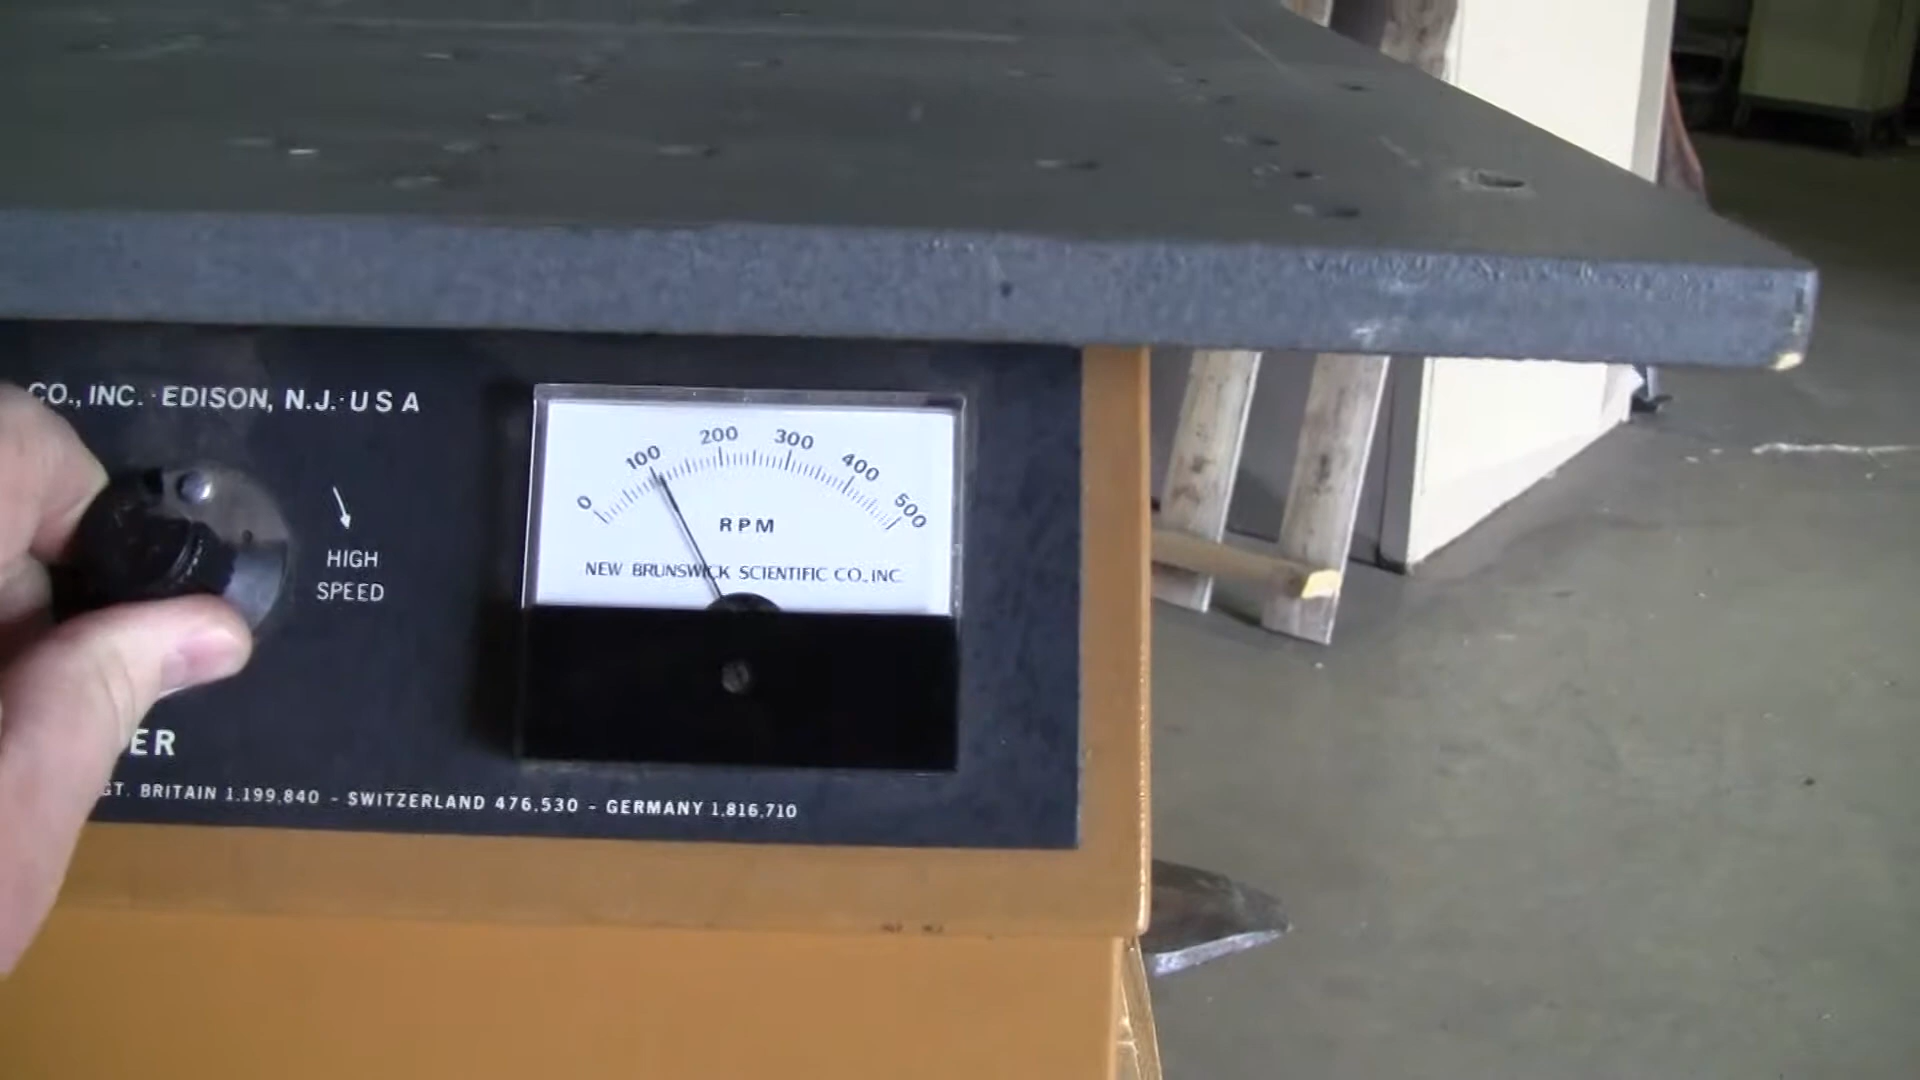 CO., INC. · EDISON, N.J. · U S A
HIGH
SPEED
0 100 200 300 400 500
RPM
NEW BRUNSWICK SCIENTIFIC CO., INC.
ER
GT. BRITAIN 1,199,840 - SWITZERLAND 476,530 - GERMANY 1,816,710